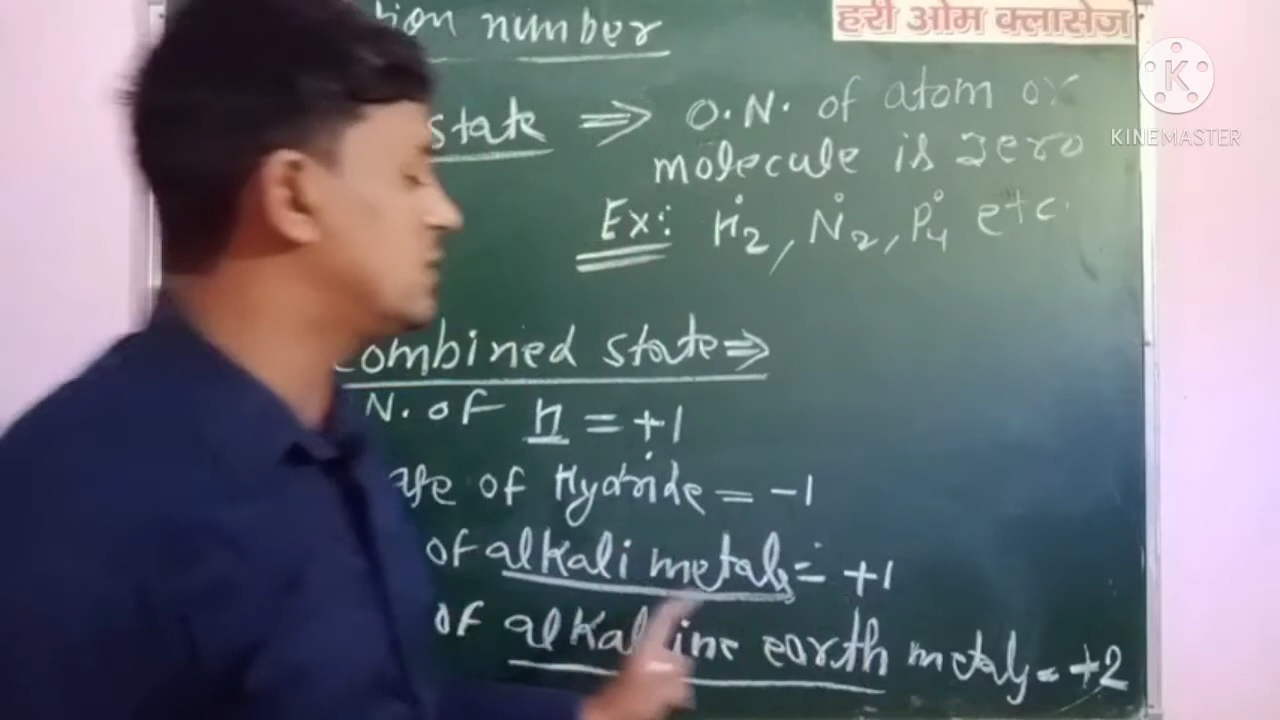 हरी ओम क्लासेज
KINEMASTER
tion number
state ⇒ O.N. of atom or
molecule is zero
Ex: H2, N2, P4 etc.
Combined state ⇒
N. of H = +1
of Hydride = -1
of alkali metals = +1
of alkaline earth metals = +2